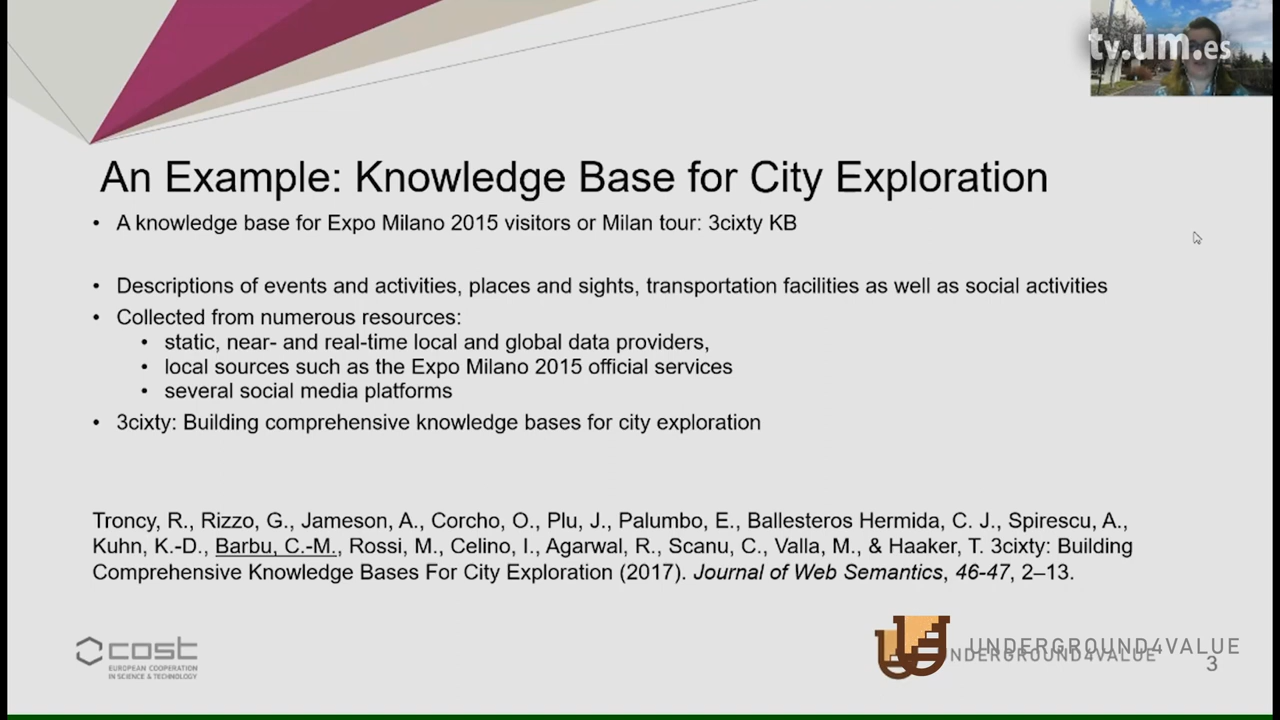 tv.um.es
An Example: Knowledge Base for City Exploration
• A knowledge base for Expo Milano 2015 visitors or Milan tour: 3cixty KB
• Descriptions of events and activities, places and sights, transportation facilities as well as social activities
• Collected from numerous resources:
• static, near- and real-time local and global data providers,
• local sources such as the Expo Milano 2015 official services
• several social media platforms
• 3cixty: Building comprehensive knowledge bases for city exploration
Troncy, R., Rizzo, G., Jameson, A., Corcho, O., Plu, J., Palumbo, E., Ballesteros Hermida, C. J., Spirescu, A.,
Kuhn, K.-D., Barbu, C.-M., Rossi, M., Celino, I., Agarwal, R., Scanu, C., Valla, M., & Haaker, T. 3cixty: Building
Comprehensive Knowledge Bases For City Exploration (2017). Journal of Web Semantics, 46-47, 2–13.
cost
EUROPEAN COOPERATION
IN SCIENCE & TECHNOLOGY
UNDERGROUND4VALUE
UNDERGROUND4VALUE
3